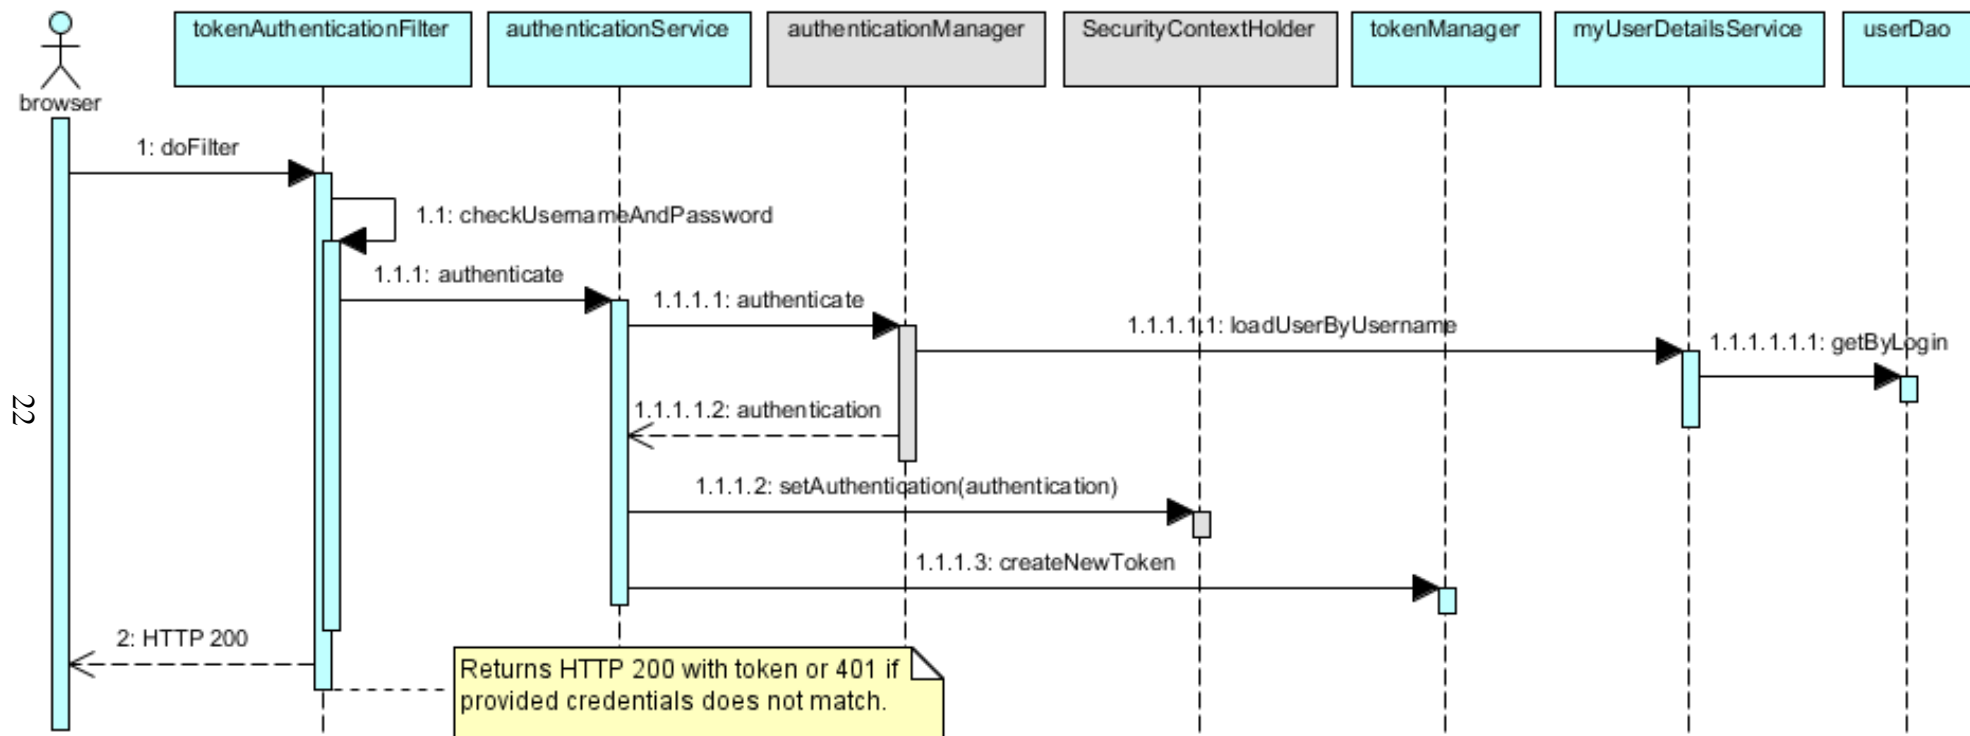 tokenAuthenticationFilter
authenticationService
authenticationManager
SecurityContextHolder
tokenManager
myUserDetailsService
userDao
browser
1: doFilter
1.1: checkUsernameAndPassword
1.1.1: authenticate
1.1.1.1: authenticate
1.1.1.1.1: loadUserByUsername
1.1.1.1.1.1: getByLogin
1.1.1.1.2: authentication
1.1.1.2: setAuthentication(authentication)
1.1.1.3: createNewToken
2: HTTP 200
Returns HTTP 200 with token or 401 if
provided credentials does not match.
22